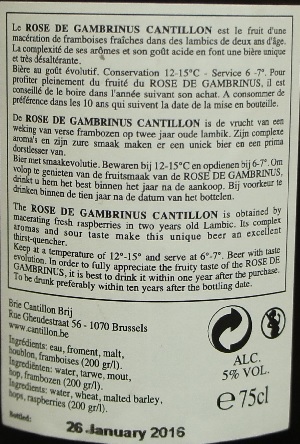 Le ROSE DE GAMBRINUS CANTILLON est le fruit d'une
macération de framboises fraîches dans des lambics de deux ans d'âge.
La complexité de ses arômes et son goût acide en font une bière unique
et très désaltérante.
Bière au goût évolutif. Conservation 12-15°C - Service 6 -7°. Pour
profiter pleinement du fruité du ROSE DE GAMBRINUS, il est
conseillé de le boire dans l'année suivant son achat. A consommer de
préférence dans les 10 ans qui suivent la date de la mise en bouteille.
De ROSE DE GAMBRINUS CANTILLON is de vrucht van een
weking van verse frambozen op twee jaar oude lambik. Zijn complexe
aroma's en zijn zure smaak maken er een uniek bier en een prima
dorstlesser van.
Bier met smaakevolutie. Bewaren bij 12-15°C en opdienen bij 6-7°. Om
volop te genieten van de fruitsmaak van de ROSE DE GAMBRINUS,
drinkt u hem het best binnen het jaar na de aankoop. Bij voorkeur te
drinken binnen de tien jaar na de datum van het bottelen.
The ROSE DE GAMBRINUS CANTILLON is obtained by
macerating fresh raspberries in two years old Lambic. Its complex
aromas and sour taste make this unique beer an excellent
thirst-quencher.
Keep at a temperature of 12°-15° and serve at 6°-7°. Beer with taste
evolution. In order to fully appreciate the fruity taste of the ROSE DE
GAMBRINUS, it is best to drink it within one year after the purchase.
To be drunk preferably within ten years after the bottling date.
Brie Cantillon Brij
Rue Gheudestraat 56 - 1070 Brussels
www.cantillon.be
Ingrédients: eau, froment, malt,
houblon, framboises (200 gr/l).
Ingrediënten: water, tarwe, mout,
hop, frambozen (200 gr/l).
Ingredients: water, wheat, malted barley,
hops, raspberries (200 gr/l).
ALC.
5% VOL.
e 75cl
Bottled:
26 January 2016